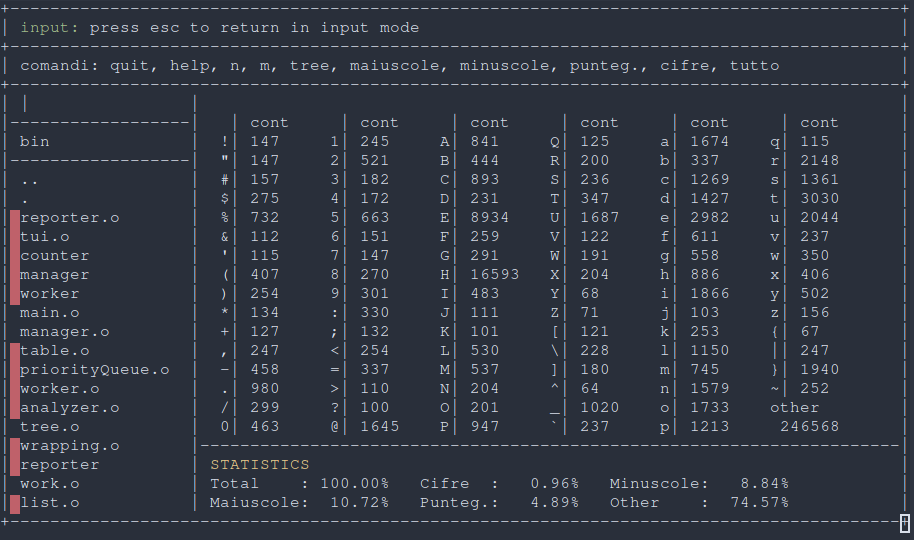 input: press esc to return in input mode
comandi: quit, help, n, m, tree, maiuscole, minuscole, punteg., cifre, tutto
cont cont cont cont cont cont
bin !| 147 1| 245 A| 841 Q| 125 a| 1674 q| 115
"| 147 2| 521 B| 444 R| 200 b| 337 r| 2148
.. #| 157 3| 182 C| 893 S| 236 c| 1269 s| 1361
. $| 275 4| 172 D| 231 T| 347 d| 1427 t| 3030
reporter.o %| 732 5| 663 E| 8934 U| 1687 e| 2982 u| 2044
tui.o &| 112 6| 151 F| 259 V| 122 f| 611 v| 237
counter '| 115 7| 147 G| 291 W| 191 g| 558 w| 350
manager (| 407 8| 270 H| 16593 X| 204 h| 886 x| 406
worker )| 254 9| 301 I| 483 Y| 68 i| 1866 y| 502
main.o *| 134 :| 330 J| 111 Z| 71 j| 103 z| 156
manager.o +| 127 ;| 132 K| 101 [| 121 k| 253 {| 67
table.o ,| 247 <| 254 L| 530 \| 228 l| 1150 || 247
priorityQueue.o -| 458 =| 337 M| 537 ]| 180 m| 745 }| 1940
worker.o .| 980 >| 110 N| 204 ^| 64 n| 1579 ~| 252
analyzer.o /| 299 ?| 100 O| 201 _| 1020 o| 1733 other
tree.o 0| 463 @| 1645 P| 947 `| 237 p| 1213 246568
wrapping.o
reporter STATISTICS
work.o Total : 100.00% Cifre : 0.96% Minuscole: 8.84%
list.o Maiuscole: 10.72% Punteg.: 4.89% Other : 74.57%